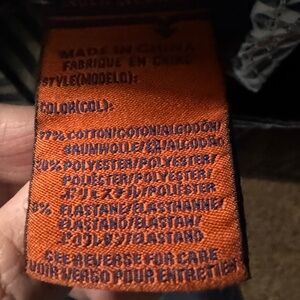 MADE IN CHINA
FABRIQUE EN CHINE
STYLE(MODELO):
COLOR(COL):
77% COTTON/COTON/ALGODÓN/
BAUMWOLLE/綿/ALGODÃO
20% POLYESTER/POLYESTER/
POLIÉSTER/POLYESTER/
ポリエステル/POLIÉSTER
3% ELASTANE/ÉLASTHANNE/
ELASTANO/ELASTAN/
ポリウレタン/ELASTANO
SEE REVERSE FOR CARE
VOIR VERSO POUR ENTRETIEN